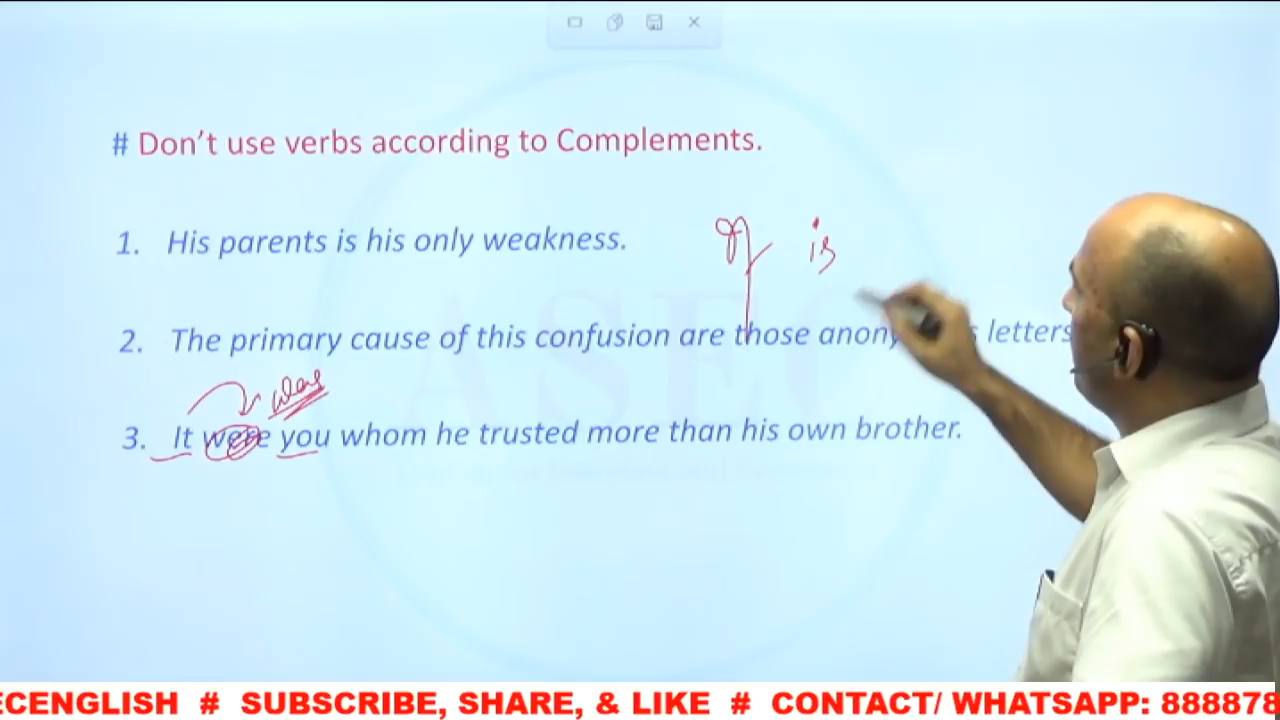 # Don't use verbs according to Complements.
1. His parents is his only weakness.
is
2. The primary cause of this confusion are those letters
was
3. It were you whom he trusted more than his own brother.
ECENGLISH # SUBSCRIBE, SHARE, & LIKE # CONTACT/ WHATSAPP: 888878